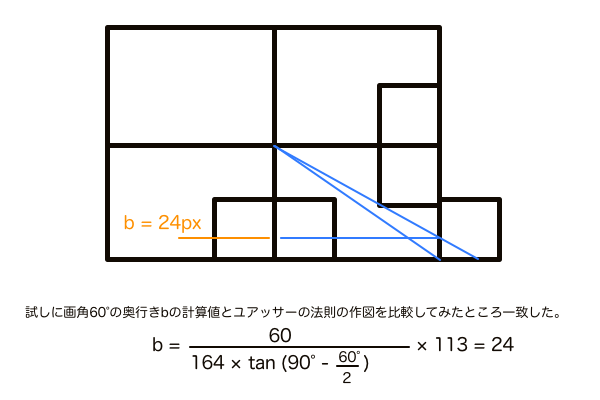 b = 24px
試しに画角60°の奥行きbの計算値とユアッサーの法則の作図を比較してみたところ一致した。
b = 60 / 164 × tan (90° - 60°/2) × 113 = 24